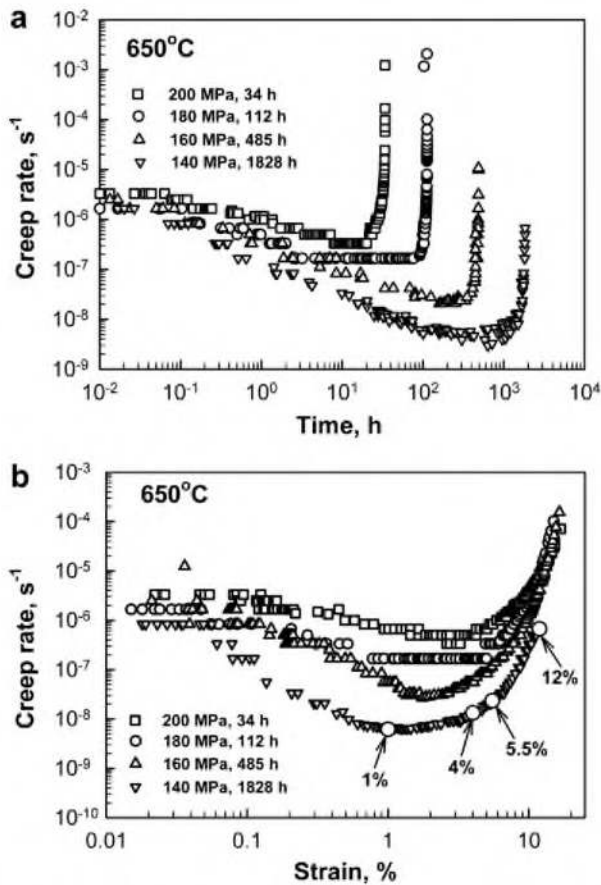 a
650°C
200 MPa, 34 h
180 MPa, 112 h
160 MPa, 485 h
140 MPa, 1828 h
Creep rate, s⁻¹
10⁻²
10⁻³
10⁻⁴
10⁻⁵
10⁻⁶
10⁻⁷
10⁻⁸
10⁻⁹
10⁻² 10⁻¹ 10⁰ 10¹ 10² 10³ 10⁴
Time, h
b
650°C
Creep rate, s⁻¹
10⁻³
10⁻⁴
10⁻⁵
10⁻⁶
10⁻⁷
10⁻⁸
10⁻⁹
10⁻¹⁰
12%
5.5%
4%
1%
200 MPa, 34 h
180 MPa, 112 h
160 MPa, 485 h
140 MPa, 1828 h
0.01 0.1 1 10
Strain, %